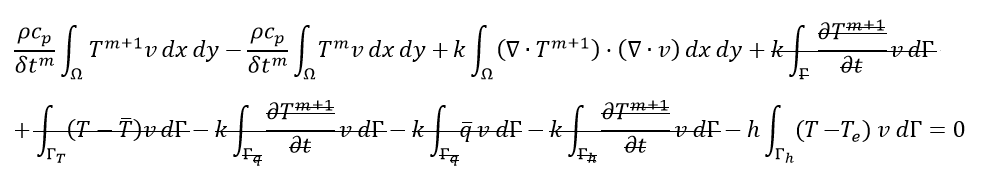 ρc_p/δt^m ∫_Ω T^{m+1} v dx dy − ρc_p/δt^m ∫_Ω T^m v dx dy + k ∫_Ω (∇ · T^{m+1}) · (∇ · v) dx dy + k ∫_Γ ∂T^{m+1}/∂t v dΓ
+ ∫_{Γ_T} (T − T̄)v dΓ − k ∫_{Γ_q} ∂T^{m+1}/∂t v dΓ − k ∫_{Γ_q} q̄ v dΓ − k ∫_{Γ_h} ∂T^{m+1}/∂t v dΓ − h ∫_{Γ_h} (T − T_e) v dΓ = 0